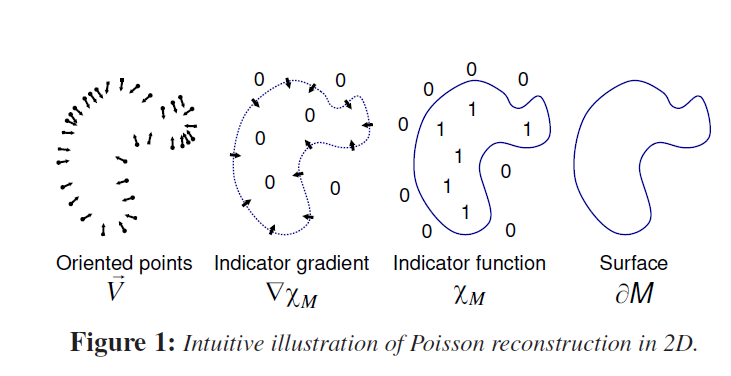 0 0 0 0 0 0
0 0 0 0 0
1 1 1 1 1 1
0 0 0 0
Oriented points Indicator gradient Indicator function Surface
V⃗ ∇χM χM ∂M
Figure 1: Intuitive illustration of Poisson reconstruction in 2D.